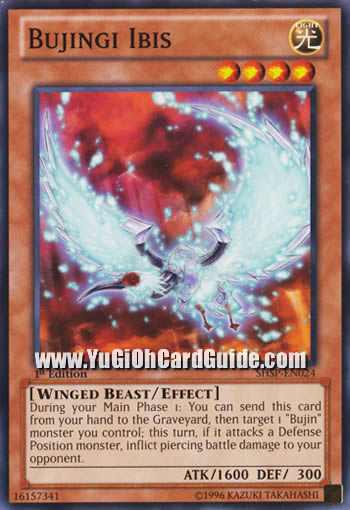 Bujingi Ibis
LIGHT
光
www.YuGiOhCardGuide.com
1st Edition
SHSP-EN024
[Winged Beast/Effect]
During your Main Phase 1: You can send this card
from your hand to the Graveyard, then target 1 "Bujin"
monster you control; this turn, if it attacks a Defense
Position monster, inflict piercing battle damage to your
opponent.
ATK/1600 DEF/ 300
16157341
©1996 KAZUKI TAKAHASHI